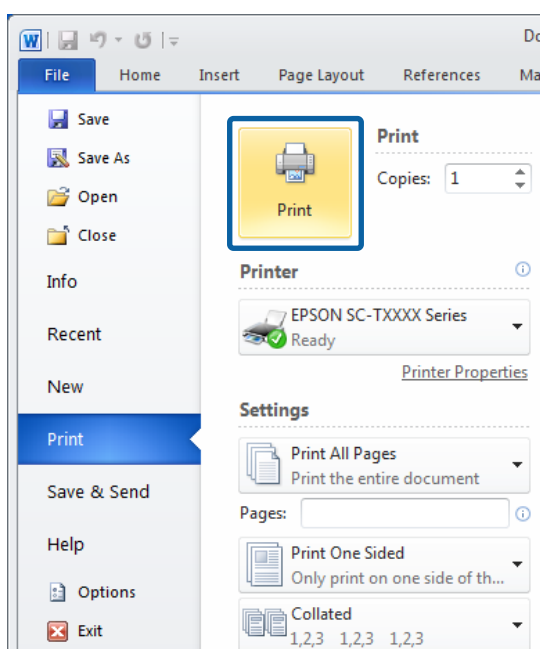 W
Do
File Home Insert Page Layout References Ma
Save
Save As
Open
Close
Info
Recent
New
Print
Save & Send
Help
Options
Exit
Print
Print
Copies: 1
Printer
EPSON SC-TXXXX Series
Ready
Printer Properties
Settings
Print All Pages
Print the entire document
Pages:
Print One Sided
Only print on one side of th...
Collated
1,2,3 1,2,3 1,2,3